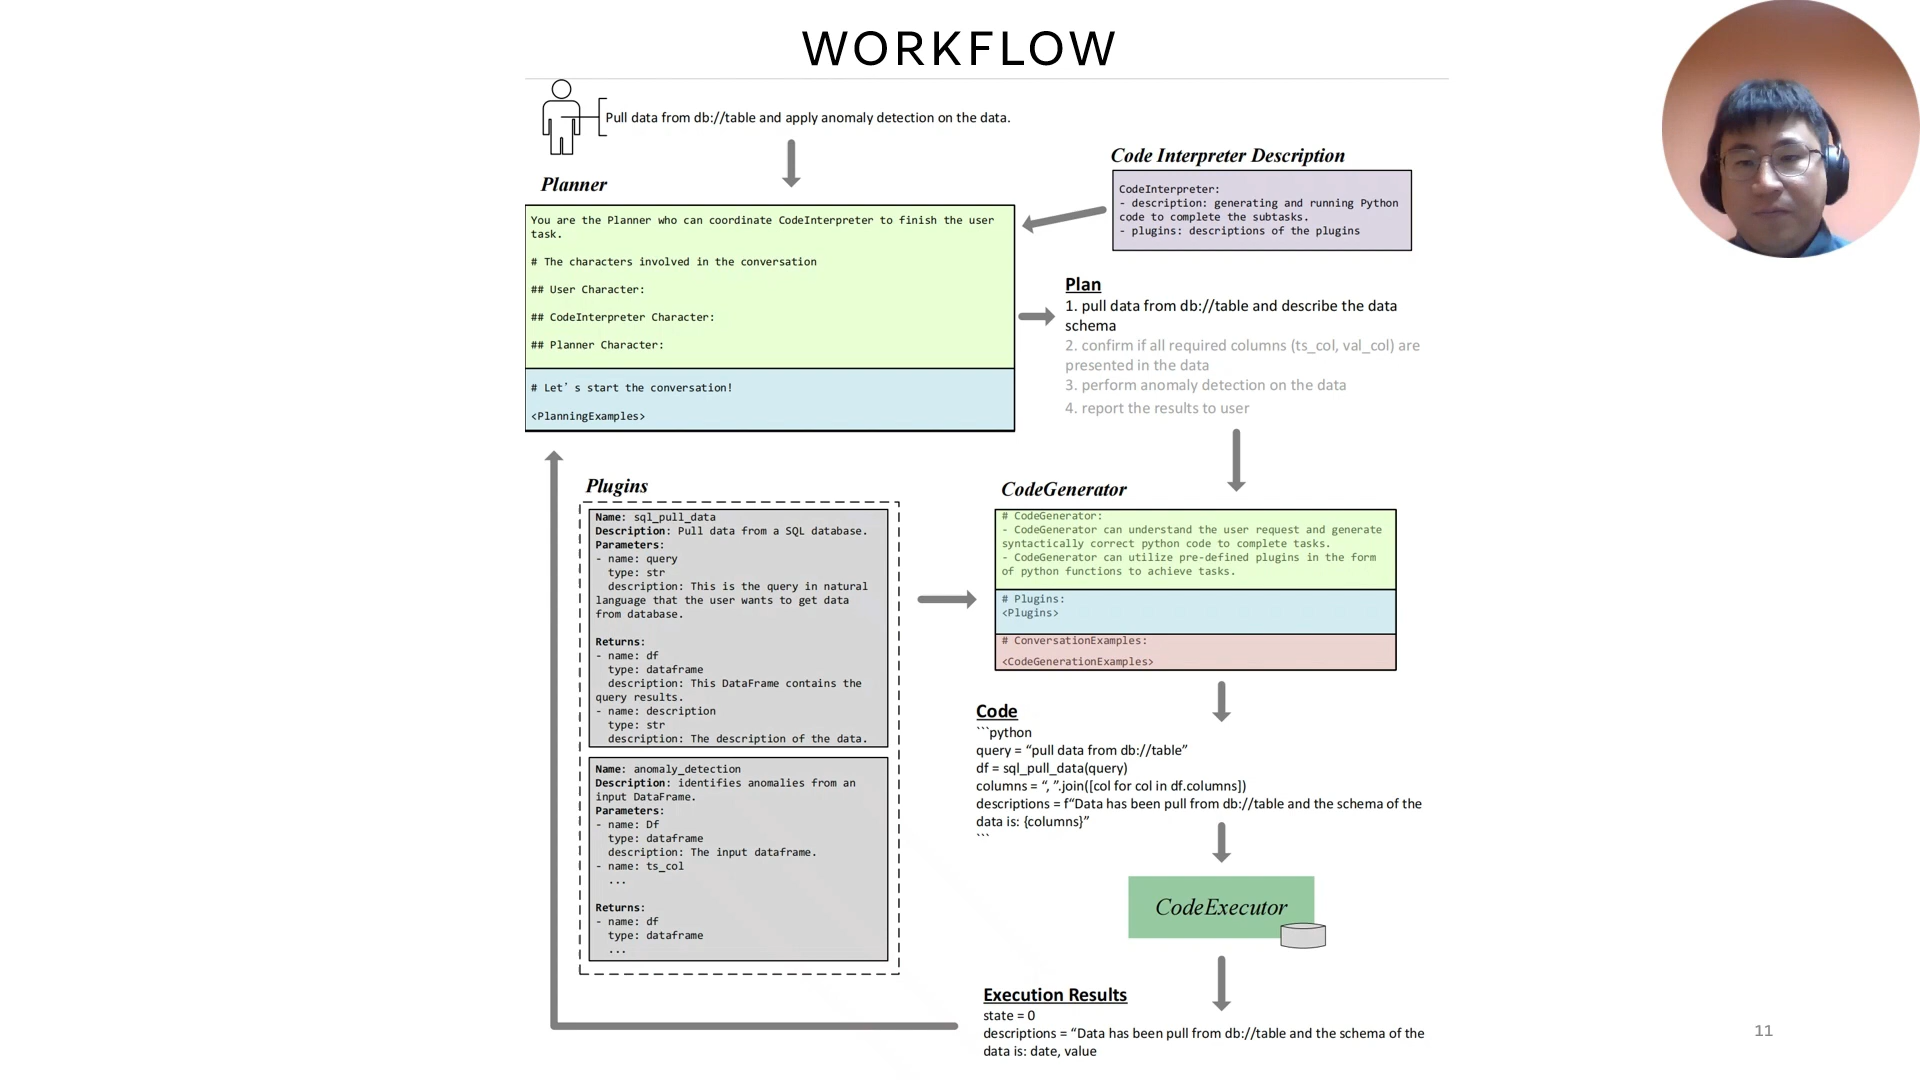 WORKFLOW
Pull data from db://table and apply anomaly detection on the data.
Code Interpreter Description
CodeInterpreter:
- description: generating and running Python
code to complete the subtasks.
- plugins: descriptions of the plugins
Planner
You are the Planner who can coordinate CodeInterpreter to finish the user
task.
# The characters involved in the conversation
## User Character:
## CodeInterpreter Character:
## Planner Character:
# Let’s start the conversation!
<PlanningExamples>
Plan
1. pull data from db://table and describe the data
schema
2. confirm if all required columns (ts_col, val_col) are
presented in the data
3. perform anomaly detection on the data
4. report the results to user
Plugins
Name: sql_pull_data
Description: Pull data from a SQL database.
Parameters:
- name: query
type: str
description: This is the query in natural
language that the user wants to get data
from database.
Returns:
- name: df
type: dataframe
description: This DataFrame contains the
query results.
- name: description
type: str
description: The description of the data.
Name: anomaly_detection
Description: identifies anomalies from an
input DataFrame.
Parameters:
- name: Df
type: dataframe
description: The input dataframe.
- name: ts_col
...
Returns:
- name: df
type: dataframe
...
CodeGenerator
# CodeGenerator:
- CodeGenerator can understand the user request and generate
syntactically correct python code to complete tasks.
- CodeGenerator can utilize pre-defined plugins in the form
of python functions to achieve tasks.
# Plugins:
<Plugins>
# ConversationExamples:
<CodeGenerationExamples>
Code
```python
query = “pull data from db://table”
df = sql_pull_data(query)
columns = “, ”.join([col for col in df.columns])
descriptions = f“Data has been pull from db://table and the schema of the
data is: {columns}”
```
CodeExecutor
Execution Results
state = 0
descriptions = “Data has been pull from db://table and the schema of the
data is: date, value
11